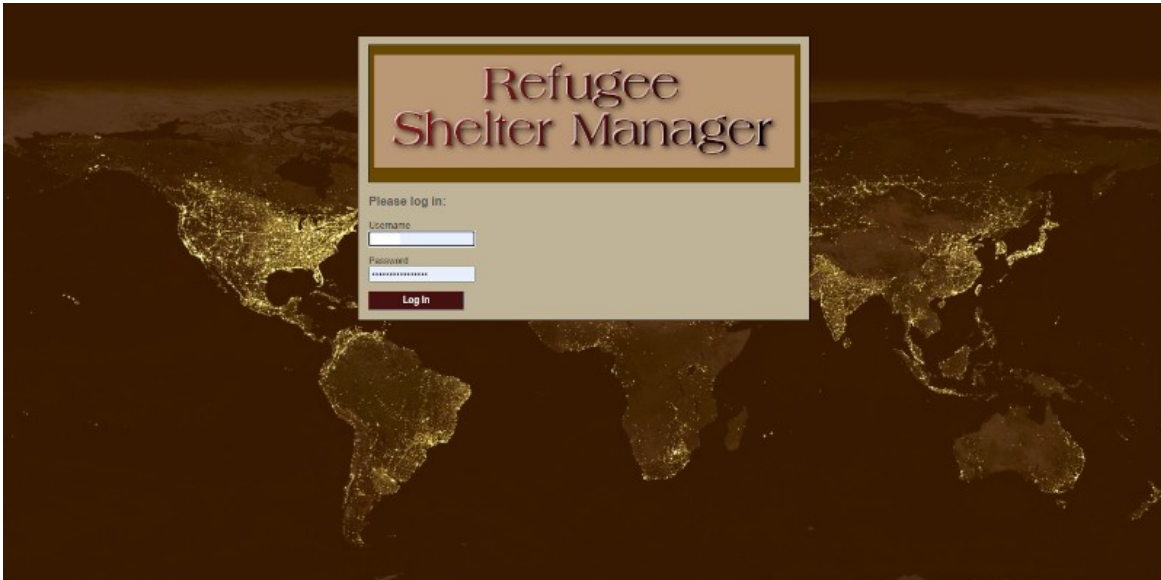 Refugee
Shelter Manager
Please log in:
Username
Password
Log In